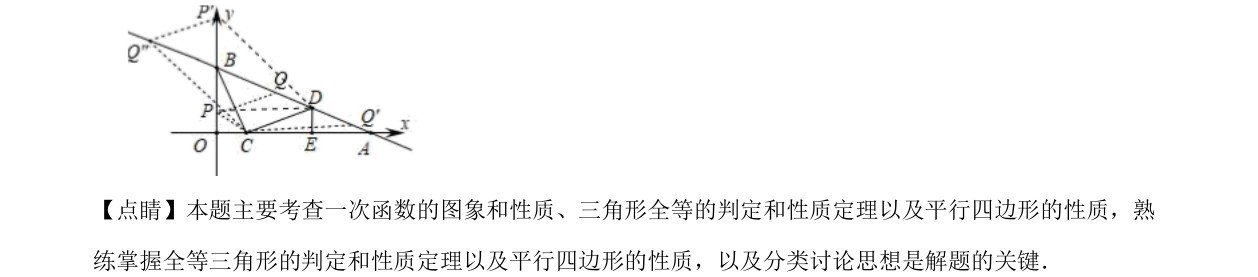 P' y
Q''
B
Q
D
P
Q'
x
O C E A
【点睛】本题主要考查一次函数的图象和性质、三角形全等的判定和性质定理以及平行四边形的性质，熟
练掌握全等三角形的判定和性质定理以及平行四边形的性质，以及分类讨论思想是解题的关键．